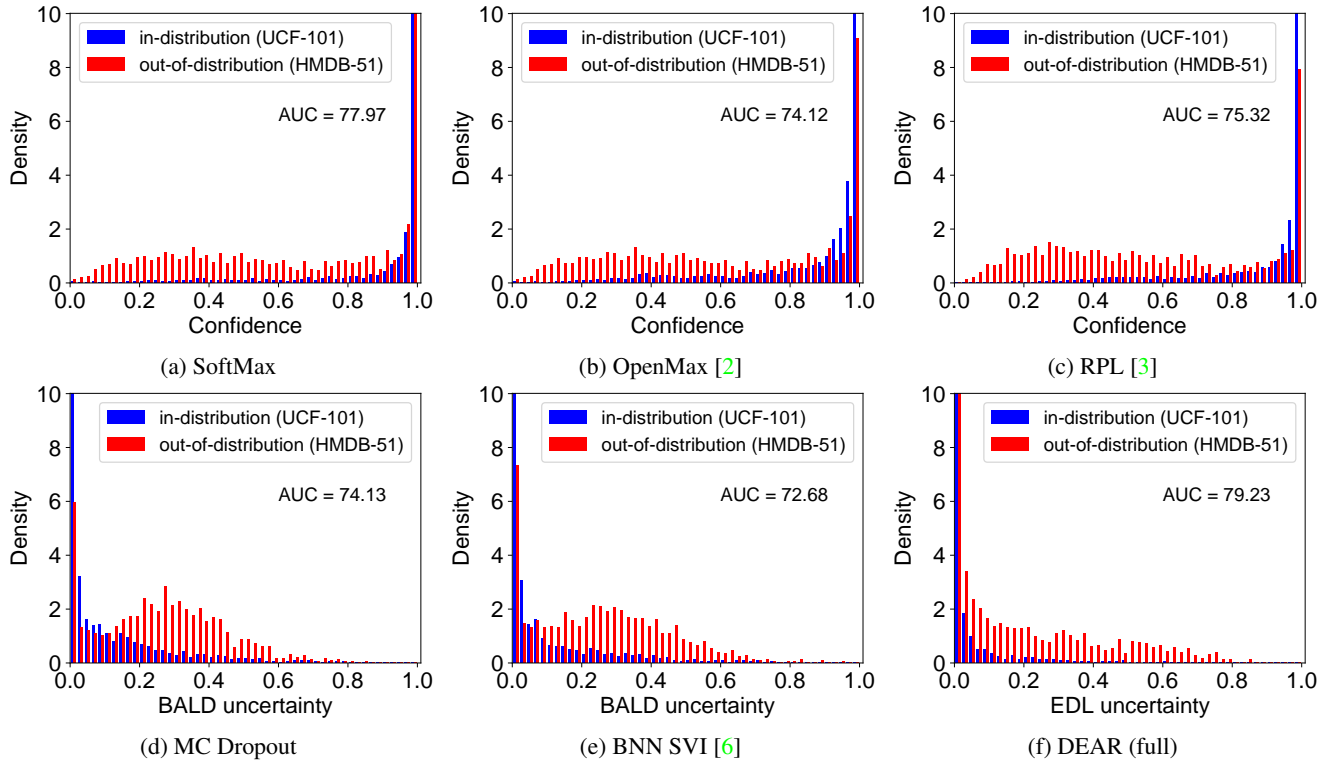 10
8
6
4
2
0
Density
in-distribution (UCF-101)
out-of-distribution (HMDB-51)
AUC = 77.97
0.0 0.2 0.4 0.6 0.8 1.0
Confidence
(a) SoftMax
10
8
6
4
2
0
Density
in-distribution (UCF-101)
out-of-distribution (HMDB-51)
AUC = 74.12
0.0 0.2 0.4 0.6 0.8 1.0
Confidence
(b) OpenMax [2]
10
8
6
4
2
0
Density
in-distribution (UCF-101)
out-of-distribution (HMDB-51)
AUC = 75.32
0.0 0.2 0.4 0.6 0.8 1.0
Confidence
(c) RPL [3]
10
8
6
4
2
0
Density
in-distribution (UCF-101)
out-of-distribution (HMDB-51)
AUC = 74.13
0.0 0.2 0.4 0.6 0.8 1.0
BALD uncertainty
(d) MC Dropout
10
8
6
4
2
0
Density
in-distribution (UCF-101)
out-of-distribution (HMDB-51)
AUC = 72.68
0.0 0.2 0.4 0.6 0.8 1.0
BALD uncertainty
(e) BNN SVI [6]
10
8
6
4
2
0
Density
in-distribution (UCF-101)
out-of-distribution (HMDB-51)
AUC = 79.23
0.0 0.2 0.4 0.6 0.8 1.0
EDL uncertainty
(f) DEAR (full)